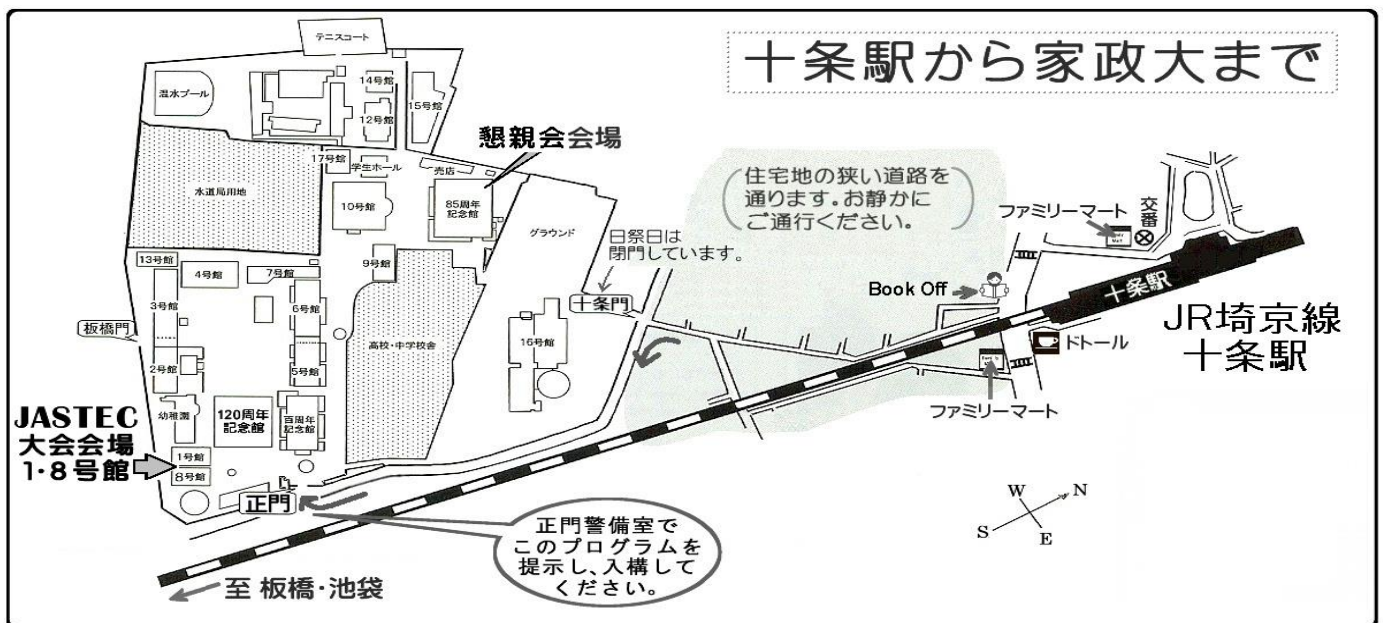 十条駅から家政大まで
テニスコート
温水プール
14号館
12号館
15号館
懇親会会場
17号館
学生ホール
売店
水道局用地
10号館
85周年
記念館
グラウンド
住宅地の狭い道路を
通ります。お静かに
ご通行ください。
ファミリーマート
交番
日祭日は
閉門しています。
13号館
4号館
7号館
9号館
3号館
6号館
十条門
Book Off
十条駅
JR埼京線
十条駅
板橋門
高校・中学校舎
16号館
ドトール
2号館
5号館
ファミリーマート
幼稚園
120周年
記念館
百周年
記念館
JASTEC
大会会場
1・8号館
1号館
8号館
正門
正門警備室で
このプログラムを
提示し、入構して
ください。
W
N
S
E
至 板橋・池袋